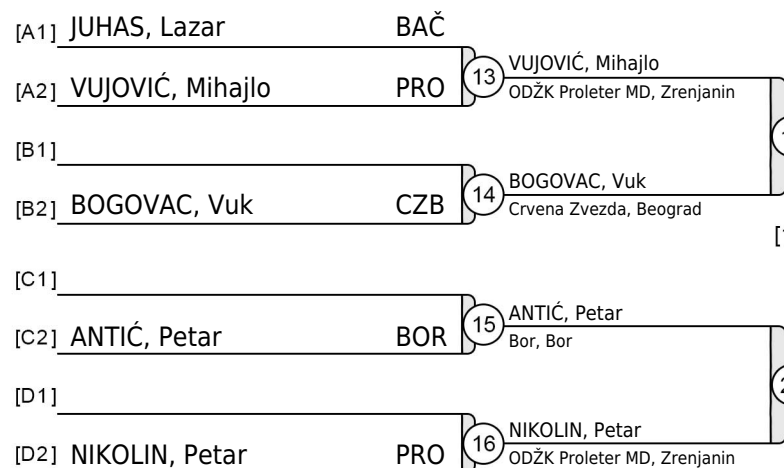 [A1] JUHAS, Lazar BAČ
[A2] VUJOVIĆ, Mihajlo PRO
13 VUJOVIĆ, Mihajlo
ODŽK Proleter MD, Zrenjanin
[B1]
[B2] BOGOVAC, Vuk CZB
14 BOGOVAC, Vuk
Crvena Zvezda, Beograd
[C1]
[C2] ANTIĆ, Petar BOR
15 ANTIĆ, Petar
Bor, Bor
[D1]
[D2] NIKOLIN, Petar PRO
16 NIKOLIN, Petar
ODŽK Proleter MD, Zrenjanin